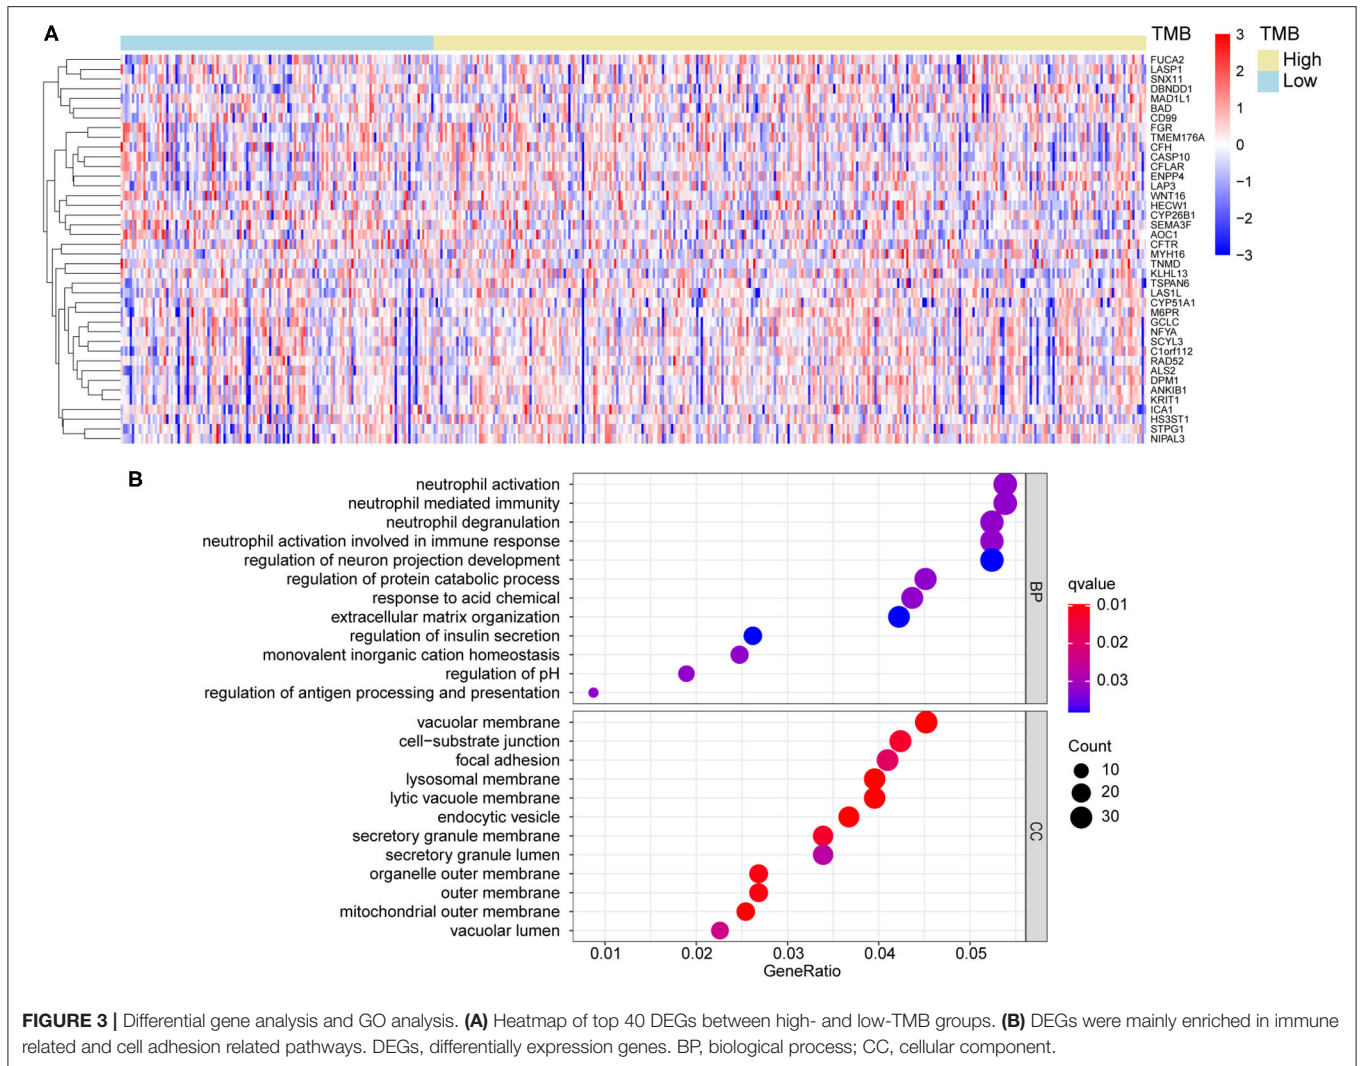 A
TMB
3
2
1
0
−1
−2
−3
TMB
High
Low
FUCA2
LASP1
SNX11
DBNDD1
MAD1L1
BAD
CD99
FGR
TMEM176A
CFH
CASP10
CFLAR
ENPP4
LAP3
WNT16
HECW1
CYP26B1
SEMA3F
AOC1
CFTR
MYH16
TNMD
KLHL13
TSPAN6
LAS1L
CYP51A1
M6PR
GCLC
NFYA
SCYL3
C1orf112
RAD52
ALS2
DPM1
ANKIB1
KRIT1
ICA1
HS3ST1
STPG1
NIPAL3
B
neutrophil activation
neutrophil mediated immunity
neutrophil degranulation
neutrophil activation involved in immune response
regulation of neuron projection development
regulation of protein catabolic process
response to acid chemical
extracellular matrix organization
regulation of insulin secretion
monovalent inorganic cation homeostasis
regulation of pH
regulation of antigen processing and presentation
BP
vacuolar membrane
cell−substrate junction
focal adhesion
lysosomal membrane
lytic vacuole membrane
endocytic vesicle
secretory granule membrane
secretory granule lumen
organelle outer membrane
outer membrane
mitochondrial outer membrane
vacuolar lumen
CC
0.01 0.02 0.03 0.04 0.05
GeneRatio
qvalue
0.01
0.02
0.03
Count
10
20
30
FIGURE 3 | Differential gene analysis and GO analysis. (A) Heatmap of top 40 DEGs between high- and low-TMB groups. (B) DEGs were mainly enriched in immune
related and cell adhesion related pathways. DEGs, differentially expression genes. BP, biological process; CC, cellular component.